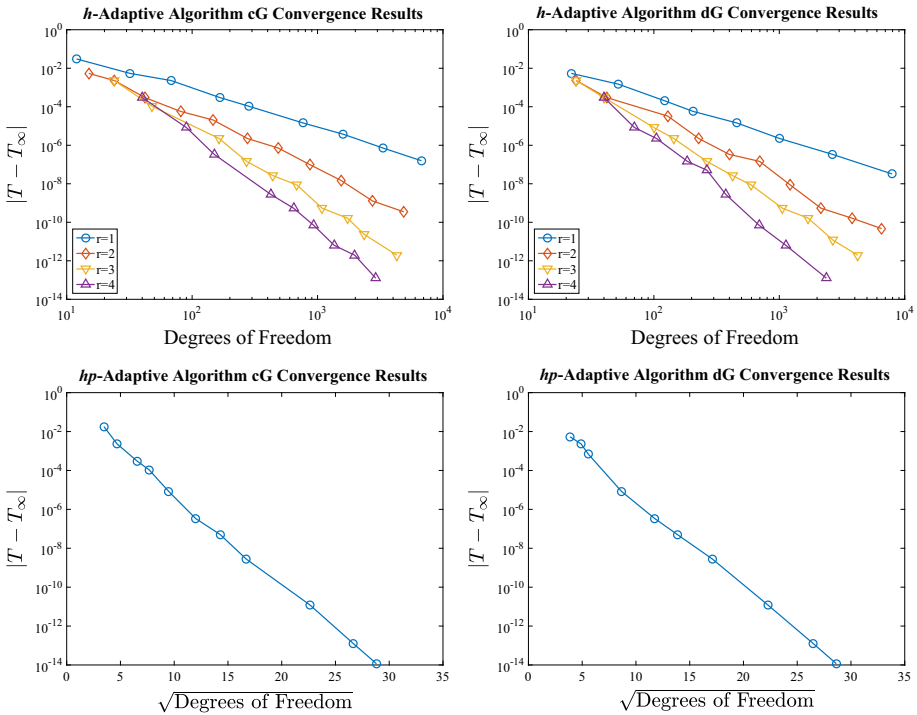 h-Adaptive Algorithm cG Convergence Results
10^0
10^-2
10^-4
10^-6
10^-8
10^-10
10^-12
10^-14
|T − T∞|
r=1
r=2
r=3
r=4
10^1 10^2 10^3 10^4
Degrees of Freedom
h-Adaptive Algorithm dG Convergence Results
10^0
10^-2
10^-4
10^-6
10^-8
10^-10
10^-12
10^-14
|T − T∞|
r=1
r=2
r=3
r=4
10^1 10^2 10^3 10^4
Degrees of Freedom
hp-Adaptive Algorithm cG Convergence Results
10^0
10^-2
10^-4
10^-6
10^-8
10^-10
10^-12
10^-14
|T − T∞|
0 5 10 15 20 25 30 35
√Degrees of Freedom
hp-Adaptive Algorithm dG Convergence Results
10^0
10^-2
10^-4
10^-6
10^-8
10^-10
10^-12
10^-14
|T − T∞|
0 5 10 15 20 25 30 35
√Degrees of Freedom